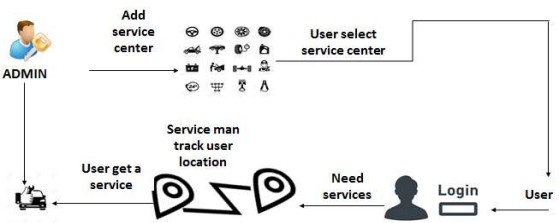 Add
service
center
User select
service center
ADMIN
Service man
track user
location
User get a
service
Need
services
Login
User